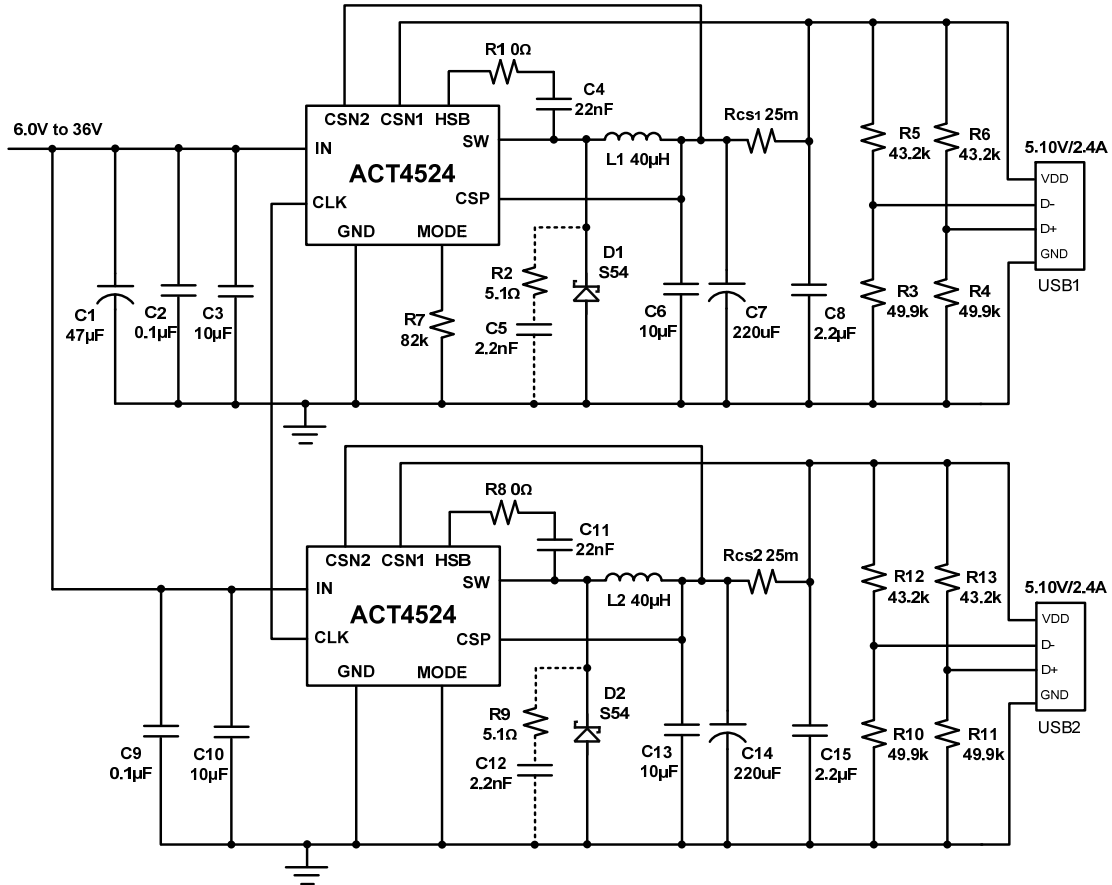 R1 0Ω
C4
22nF
6.0V to 36V
CSN2 CSN1 HSB
IN
SW
ACT4524
CLK
CSP
GND
MODE
L1 40µH
Rcs1 25m
R5
43.2k
R6
43.2k
5.10V/2.4A
VDD
D-
D+
GND
USB1
C1
47µF
C2
0.1µF
C3
10µF
R7
82k
R2
5.1Ω
C5
2.2nF
D1
S54
C6
10µF
C7
220uF
C8
2.2µF
R3
49.9k
R4
49.9k
R8 0Ω
C11
22nF
CSN2 CSN1 HSB
IN
SW
ACT4524
CLK
CSP
GND
MODE
L2 40µH
Rcs2 25m
R12
43.2k
R13
43.2k
5.10V/2.4A
VDD
D-
D+
GND
USB2
C9
0.1µF
C10
10µF
R9
5.1Ω
C12
2.2nF
D2
S54
C13
10µF
C14
220uF
C15
2.2µF
R10
49.9k
R11
49.9k